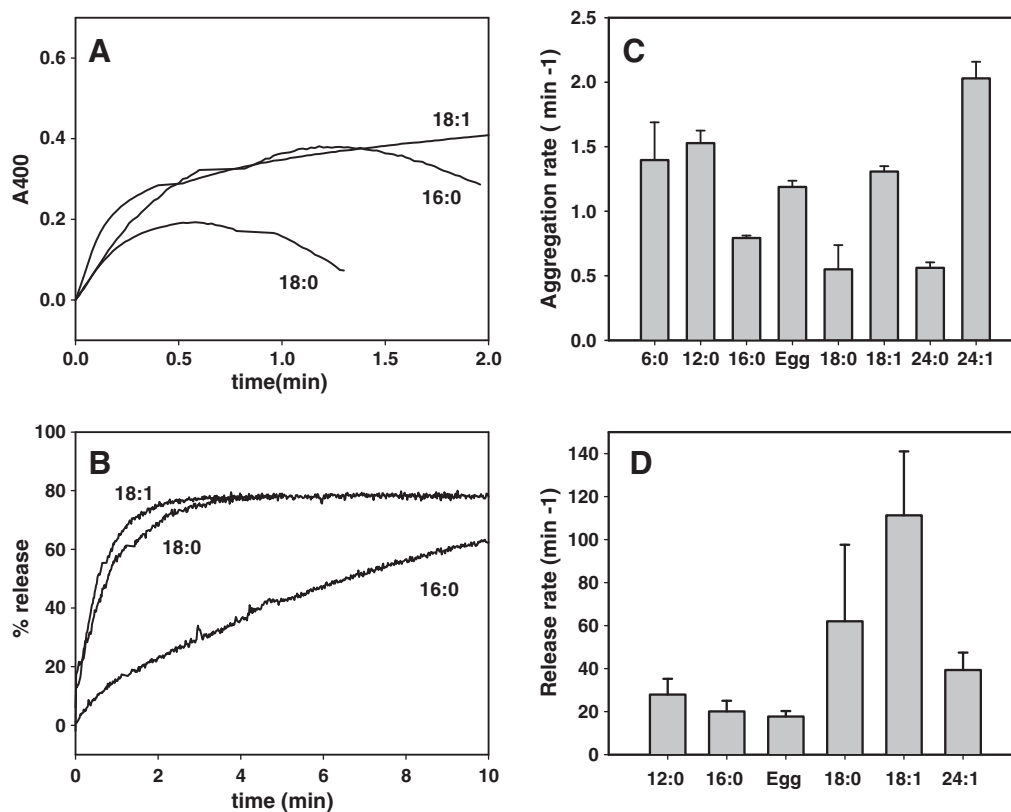 A
A400
0.6
0.4
0.2
0.0
18:1
16:0
18:0
0.0 0.5 1.0 1.5 2.0
time(min)
C
Aggregation rate ( min -1)
2.5
2.0
1.5
1.0
0.5
0.0
6:0 12:0 16:0 Egg 18:0 18:1 24:0 24:1
B
% release
100
80
60
40
20
0
18:1
18:0
16:0
0 2 4 6 8 10
time (min)
D
Release rate (min -1)
140
120
100
80
60
40
20
0
12:0 16:0 Egg 18:0 18:1 24:1